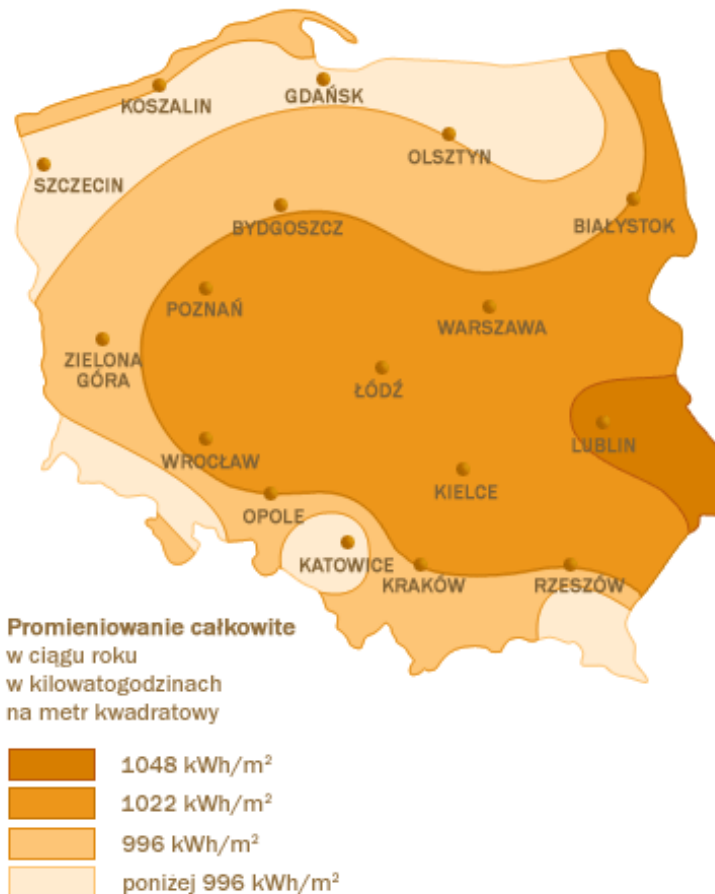 KOSZALIN
GDAŃSK
OLSZTYN
SZCZECIN
BYDGOSZCZ
BIAŁYSTOK
POZNAŃ
WARSZAWA
ZIELONA
GÓRA
ŁÓDŹ
LUBLIN
WROCŁAW
KIELCE
OPOLE
KATOWICE
KRAKÓW
RZESZÓW
Promieniowanie całkowite
w ciągu roku
w kilowatogodzinach
na metr kwadratowy
1048 kWh/m²
1022 kWh/m²
996 kWh/m²
poniżej 996 kWh/m²